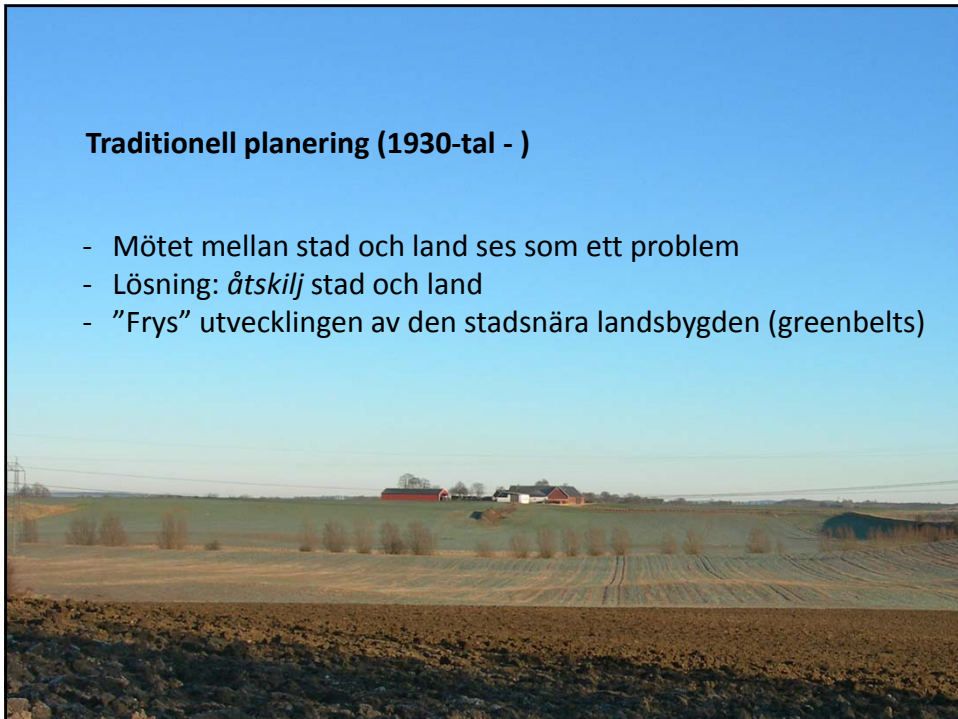 Traditionell planering (1930-tal - )
- Mötet mellan stad och land ses som ett problem
- Lösning: åtskilj stad och land
- ”Frys” utvecklingen av den stadsnära landsbygden (greenbelts)